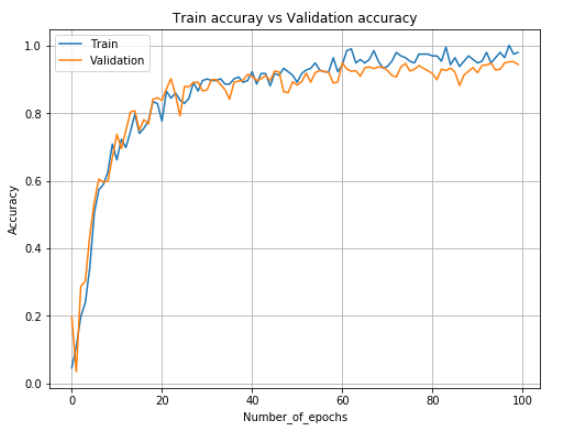 Train accuray vs Validation accuracy
Train
Validation
1.0
0.8
0.6
0.4
0.2
0.0
Accuracy
0 20 40 60 80 100
Number_of_epochs